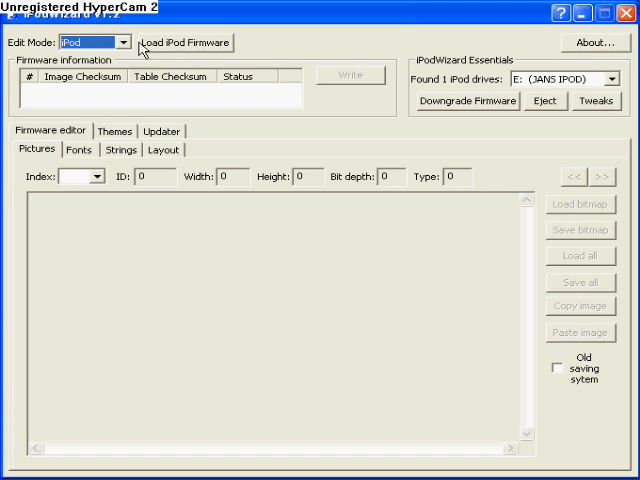 Unregistered HyperCam 2
iPodWizard v1.2
Edit Mode: iPod Load iPod Firmware About...
Firmware information
# Image Checksum Table Checksum Status
Write
iPodWizard Essentials
Found 1 iPod drives: E: (JANS IPOD)
Downgrade Firmware Eject Tweaks
Firmware editor Themes Updater
Pictures Fonts Strings Layout
Index: ID: 0 Width: 0 Height: 0 Bit depth: 0 Type: 0 << >>
Load bitmap
Save bitmap
Load all
Save all
Copy image
Paste image
Old
saving
sytem